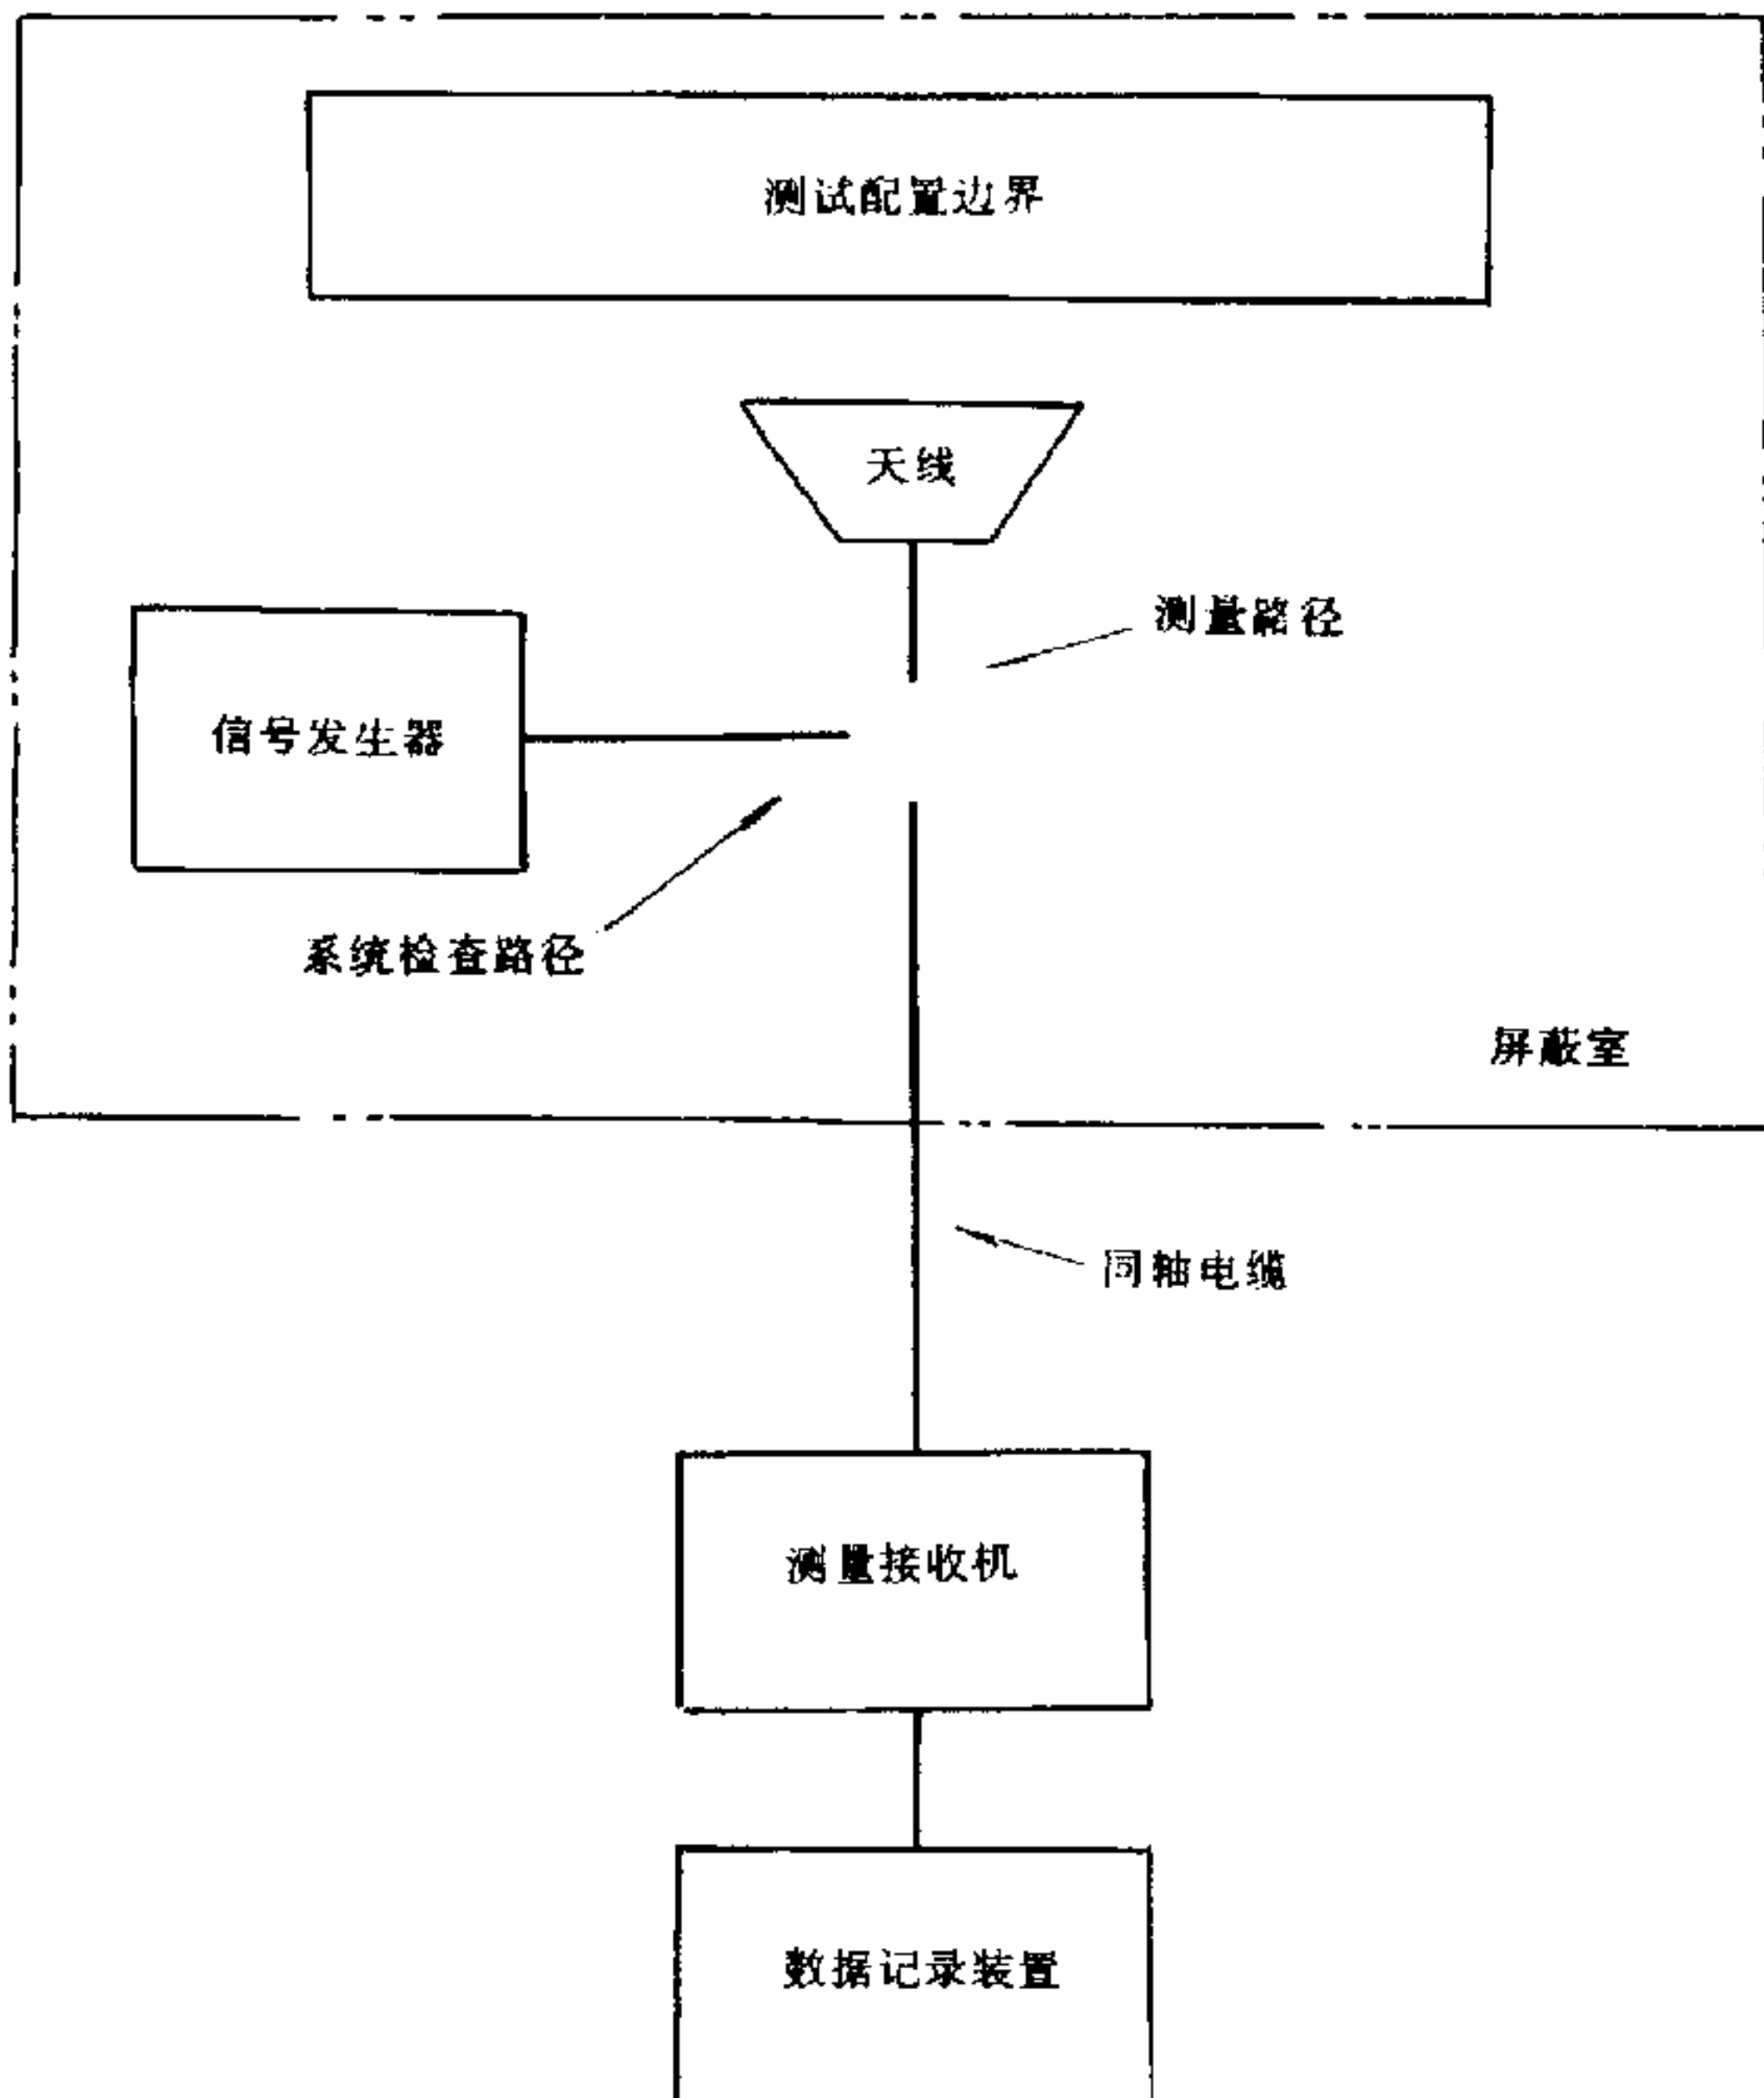 测试配置边界
天线
测量路径
信号发生器
系统检查路径
屏蔽室
同轴电缆
测量接收机
数据记录装置